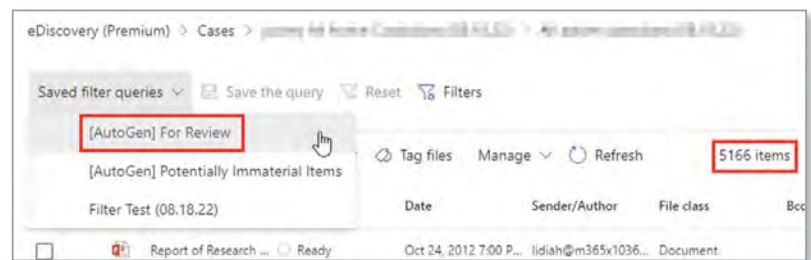 eDiscovery (Premium) > Cases >
Saved filter queries Save the query Reset Filters
[AutoGen] For Review
Tag files Manage Refresh 5166 items
[AutoGen] Potentially Immaterial Items
Filter Test (08.18.22) Date Sender/Author File class Bcc
Report of Research ... Ready Oct 24, 2012 7:00 P... lidiah@m365x1036... Document